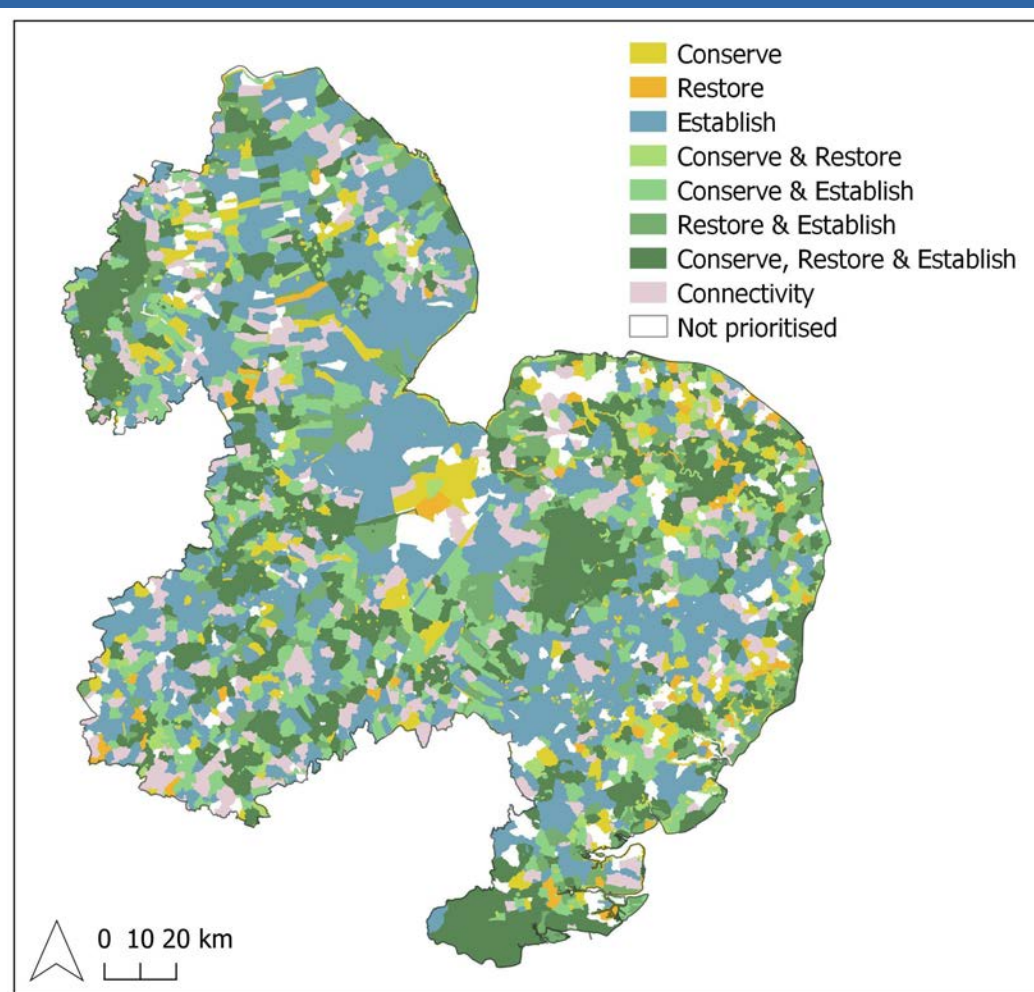 Conserve
Restore
Establish
Conserve & Restore
Conserve & Establish
Restore & Establish
Conserve, Restore & Establish
Connectivity
Not prioritised
0 10 20 km